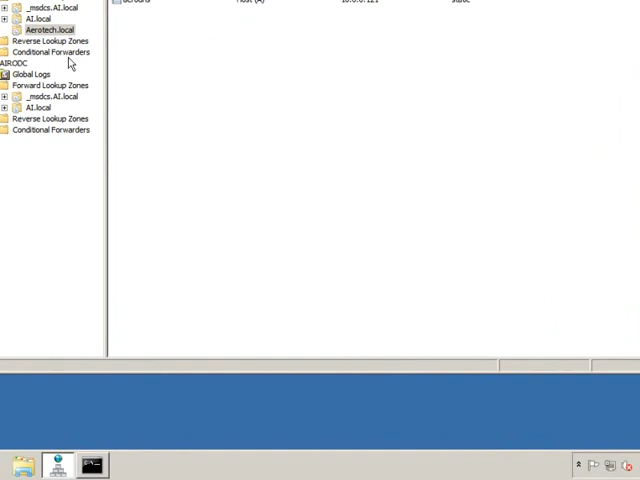 _msdcs.AI.local
AI.local
Aerotech.local
Reverse Lookup Zones
Conditional Forwarders
AIRODC
Global Logs
Forward Lookup Zones
_msdcs.AI.local
AI.local
Reverse Lookup Zones
Conditional Forwarders
Host (A)